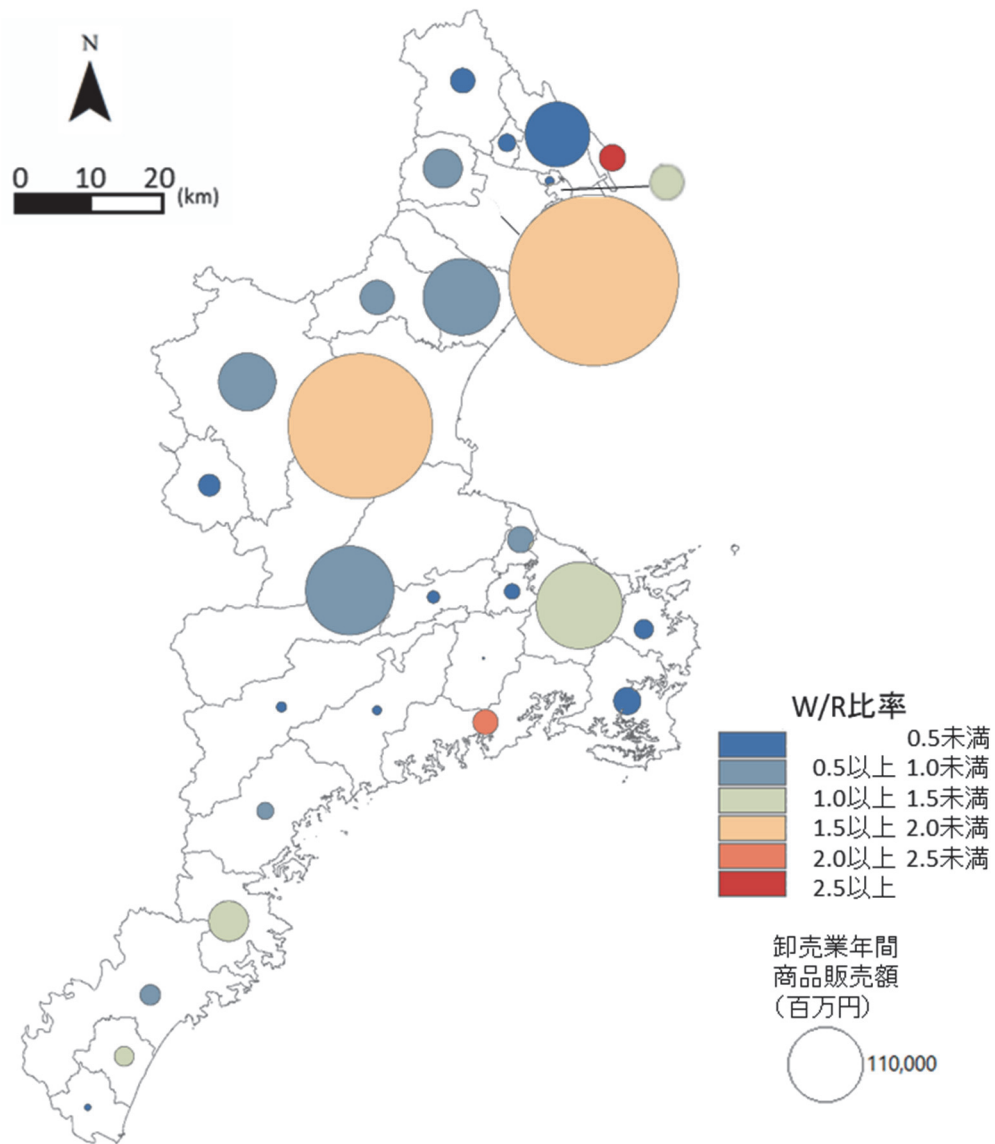 N
0 10 20
(km)
W/R比率
0.5未満
0.5以上 1.0未満
1.0以上 1.5未満
1.5以上 2.0未満
2.0以上 2.5未満
2.5以上
卸売業年間
商品販売額
（百万円）
110,000